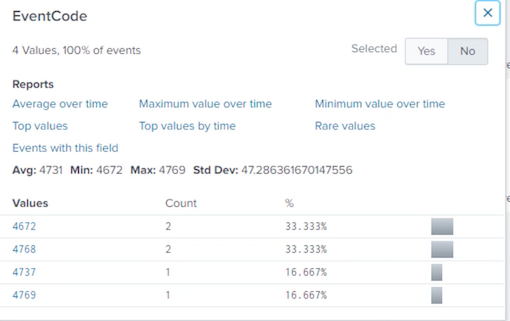 EventCode
4 Values, 100% of events
Selected Yes No
Reports
Average over time Maximum value over time Minimum value over time
Top values Top values by time Rare values
Events with this field
Avg: 4731 Min: 4672 Max: 4769 Std Dev: 47.286361670147556
Values Count %
4672 2 33.333%
4768 2 33.333%
4737 1 16.667%
4769 1 16.667%